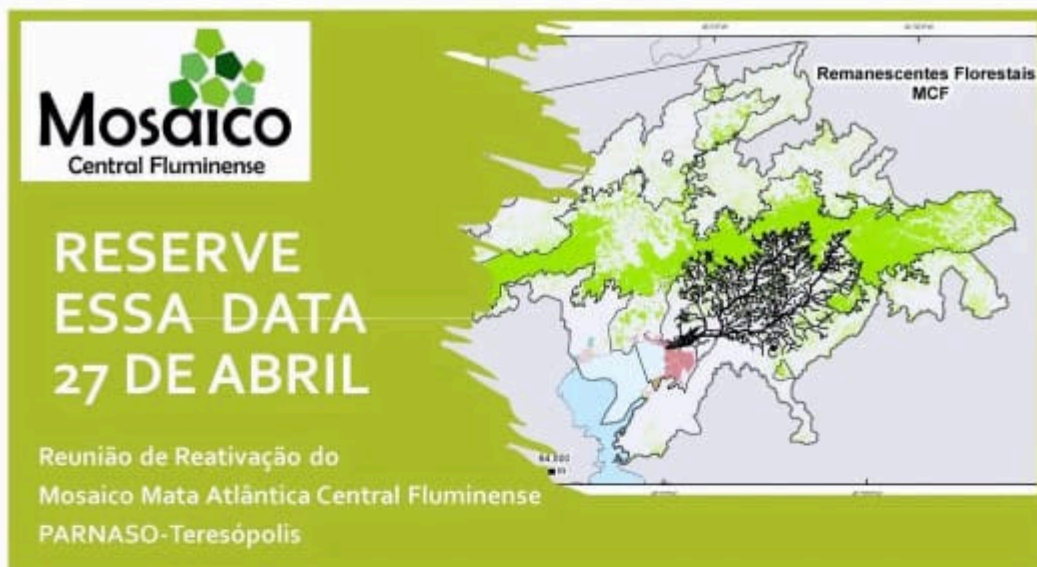 Mosaico
Central Fluminense
Remanescentes Florestais
MCF
RESERVE
ESSA DATA
27 DE ABRIL
Reunião de Reativação do
Mosaico Mata Atlântica Central Fluminense
PARNASO-Teresópolis